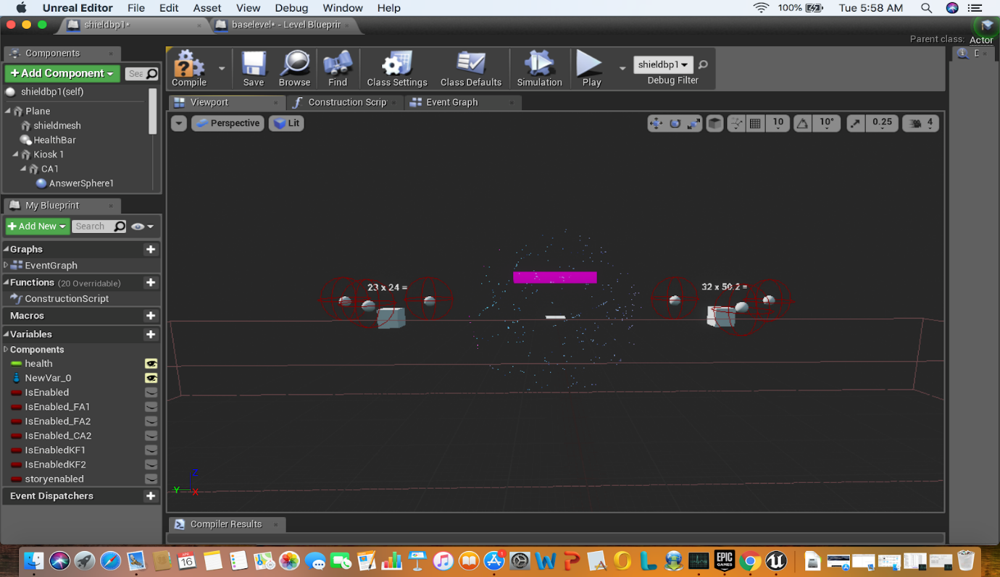 Unreal Editor File Edit Asset View Debug Window Help 100% Tue 5:58 AM
shieldbp1* baselevel* - Level Blueprir
Parent class: Actor
Components
+ Add Component Sea
shieldbp1(self)
Plane
shieldmesh
HealthBar
Kiosk 1
CA1
AnswerSphere1
Compile Save Browse Find Class Settings Class Defaults Simulation Play shieldbp1 Debug Filter
Viewport Construction Scrip Event Graph
Perspective Lit 10 10° 0.25 4
My Blueprint
+ Add New Search
Graphs
EventGraph
Functions (20 Overridable)
ConstructionScript
Macros
Variables
Components
health
NewVar_0
IsEnabled
IsEnabled_FA1
IsEnabled_FA2
IsEnabled_CA2
IsEnabledKF1
IsEnabledKF2
storyenabled
Event Dispatchers
23 x 24 = 32 x 50.2 =
Z
Y X
Compiler Results
APR
16
1
EPIC
GAMES